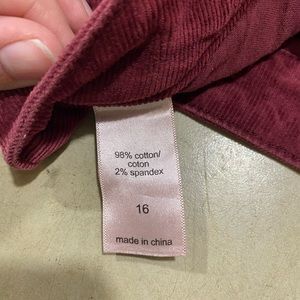 98% cotton/
coton
2% spandex
16
made in china